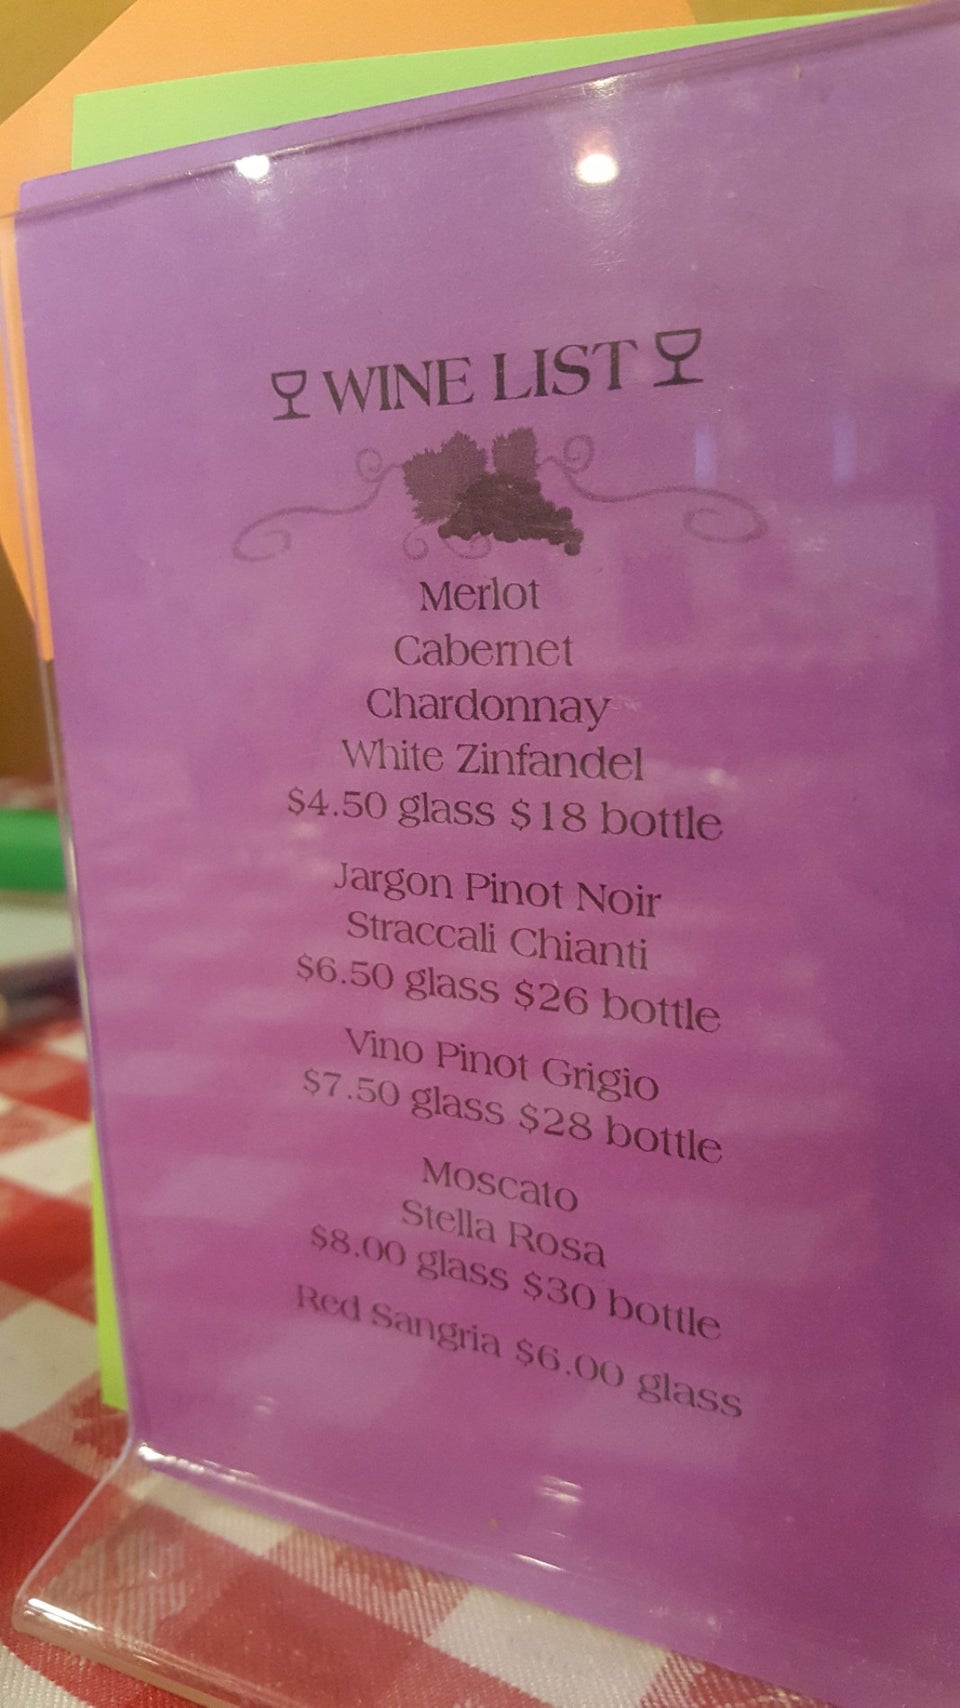 WINE LIST
Merlot
Cabernet
Chardonnay
White Zinfandel
$4.50 glass $18 bottle
Jargon Pinot Noir
Straccali Chianti
$6.50 glass $26 bottle
Vino Pinot Grigio
$7.50 glass $28 bottle
Moscato
Stella Rosa
$8.00 glass $30 bottle
Red Sangria $6.00 glass